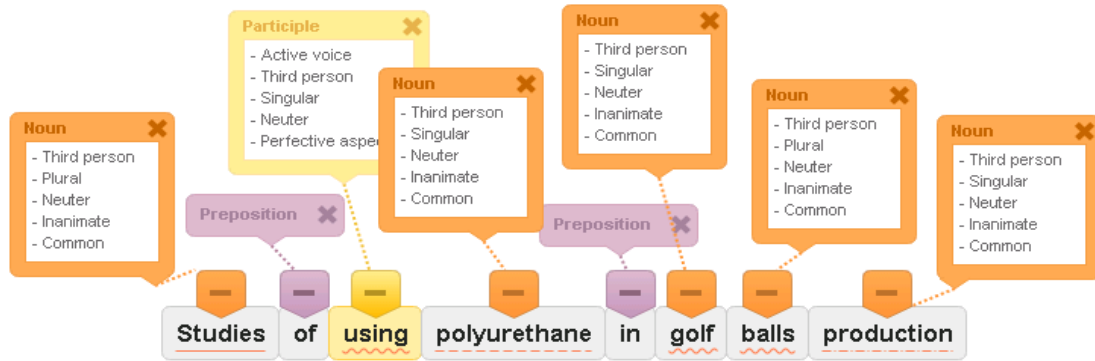 Participle
- Active voice
- Third person
- Singular
- Neuter
- Perfective aspe
Noun
- Third person
- Singular
- Neuter
- Inanimate
- Common
Noun
- Third person
- Singular
- Neuter
- Inanimate
- Common
Noun
- Third person
- Plural
- Neuter
- Inanimate
- Common
Noun
- Third person
- Plural
- Neuter
- Inanimate
- Common
Noun
- Third person
- Singular
- Neuter
- Inanimate
- Common
Preposition
Preposition
Studies of using polyurethane in golf balls production